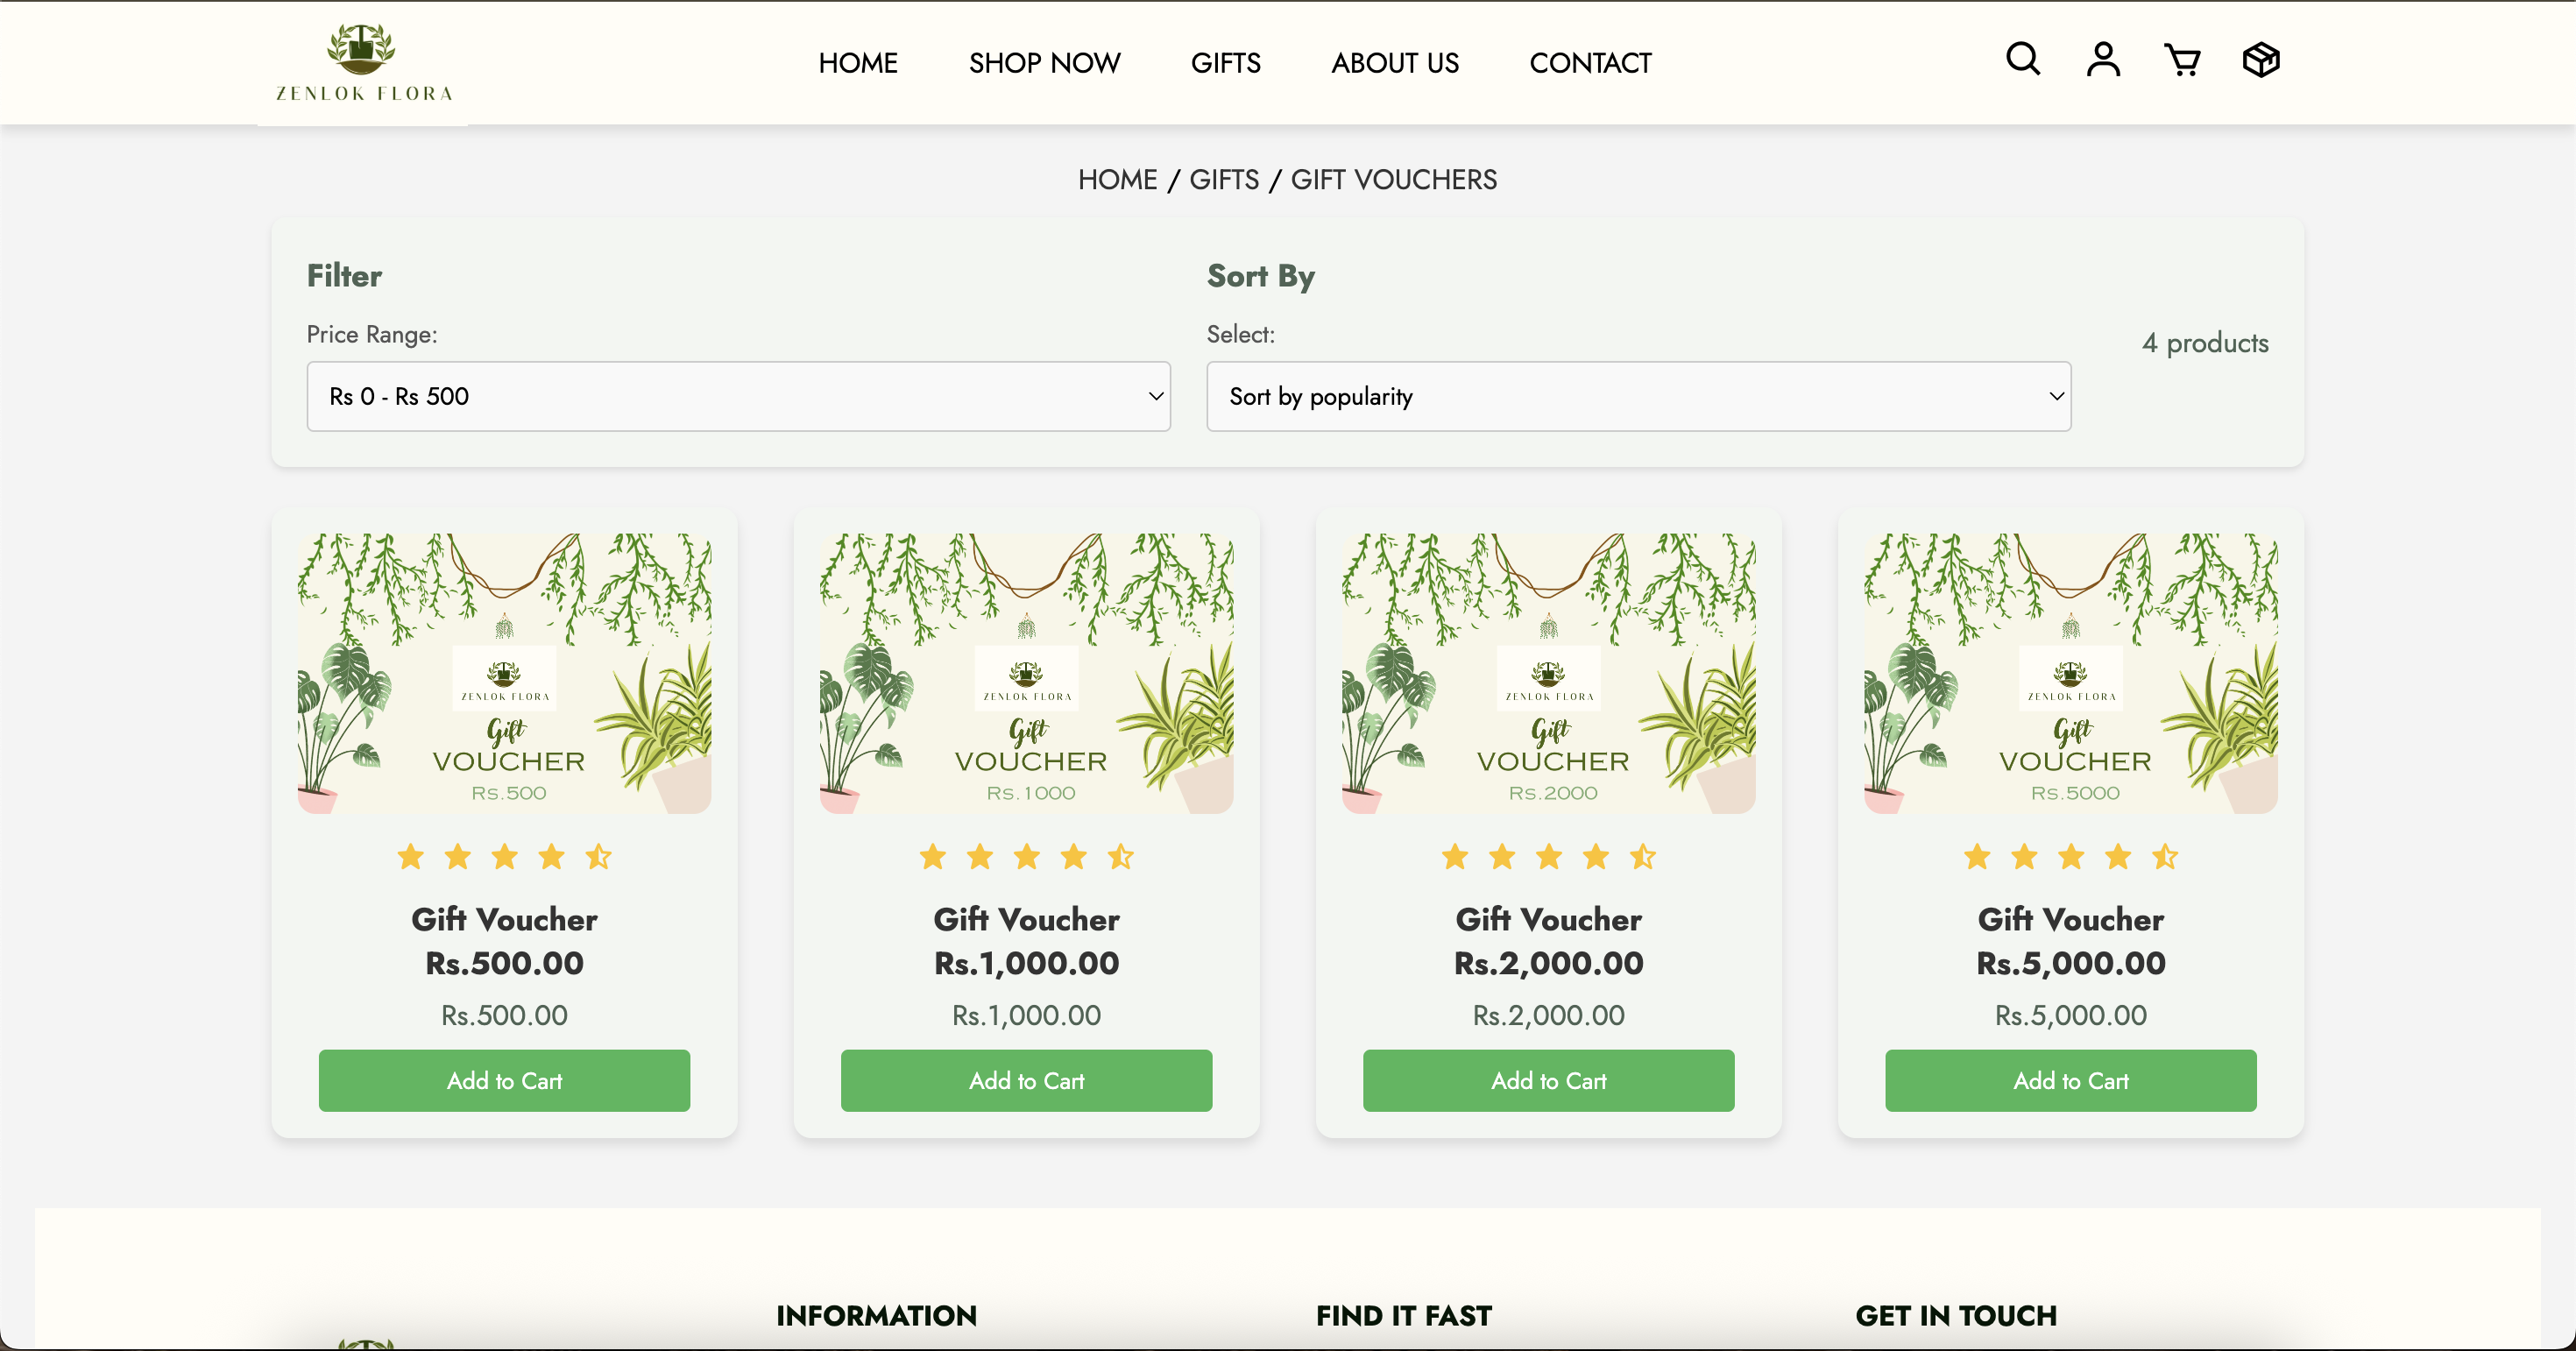 ZENLOK FLORA
HOME SHOP NOW GIFTS ABOUT US CONTACT
HOME / GIFTS / GIFT VOUCHERS
Filter
Price Range:
Rs 0 - Rs 500
Sort By
Select:
Sort by popularity
4 products
ZENLOK FLORA
Gift
VOUCHER
Rs.500
Gift Voucher
Rs.500.00
Rs.500.00
Add to Cart
ZENLOK FLORA
Gift
VOUCHER
Rs.1000
Gift Voucher
Rs.1,000.00
Rs.1,000.00
Add to Cart
ZENLOK FLORA
Gift
VOUCHER
Rs.2000
Gift Voucher
Rs.2,000.00
Rs.2,000.00
Add to Cart
ZENLOK FLORA
Gift
VOUCHER
Rs.5000
Gift Voucher
Rs.5,000.00
Rs.5,000.00
Add to Cart
INFORMATION
FIND IT FAST
GET IN TOUCH